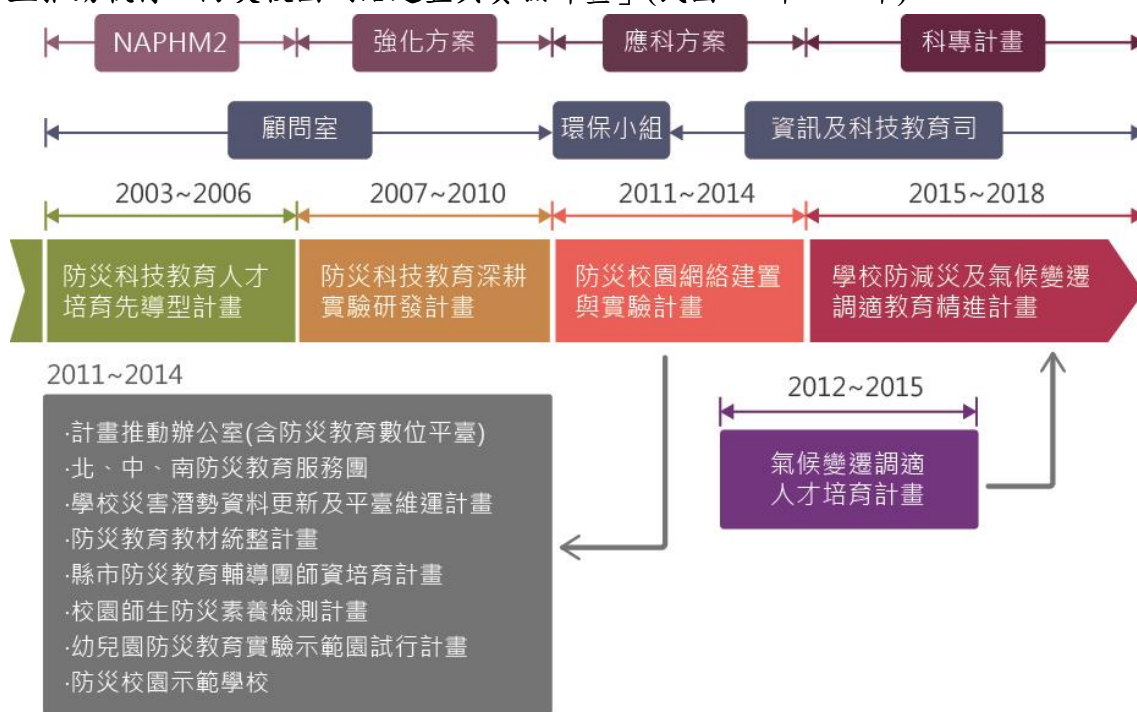 NAPHM2
強化方案
應科方案
科專計畫
顧問室
環保小組
資訊及科技教育司
2003~2006
2007~2010
2011~2014
2015~2018
防災科技教育人才
培育先導型計畫
防災科技教育深耕
實驗研發計畫
防災校園網絡建置
與實驗計畫
學校防減災及氣候變遷
調適教育精進計畫
2011~2014
·計畫推動辦公室(含防災教育數位平臺)
·北、中、南防災教育服務團
·學校災害潛勢資料更新及平臺維運計畫
·防災教育教材統整計畫
·縣市防災教育輔導團師資培育計畫
·校園師生防災素養檢測計畫
·幼兒園防災教育實驗示範園試行計畫
·防災校園示範學校
2012~2015
氣候變遷調適
人才培育計畫